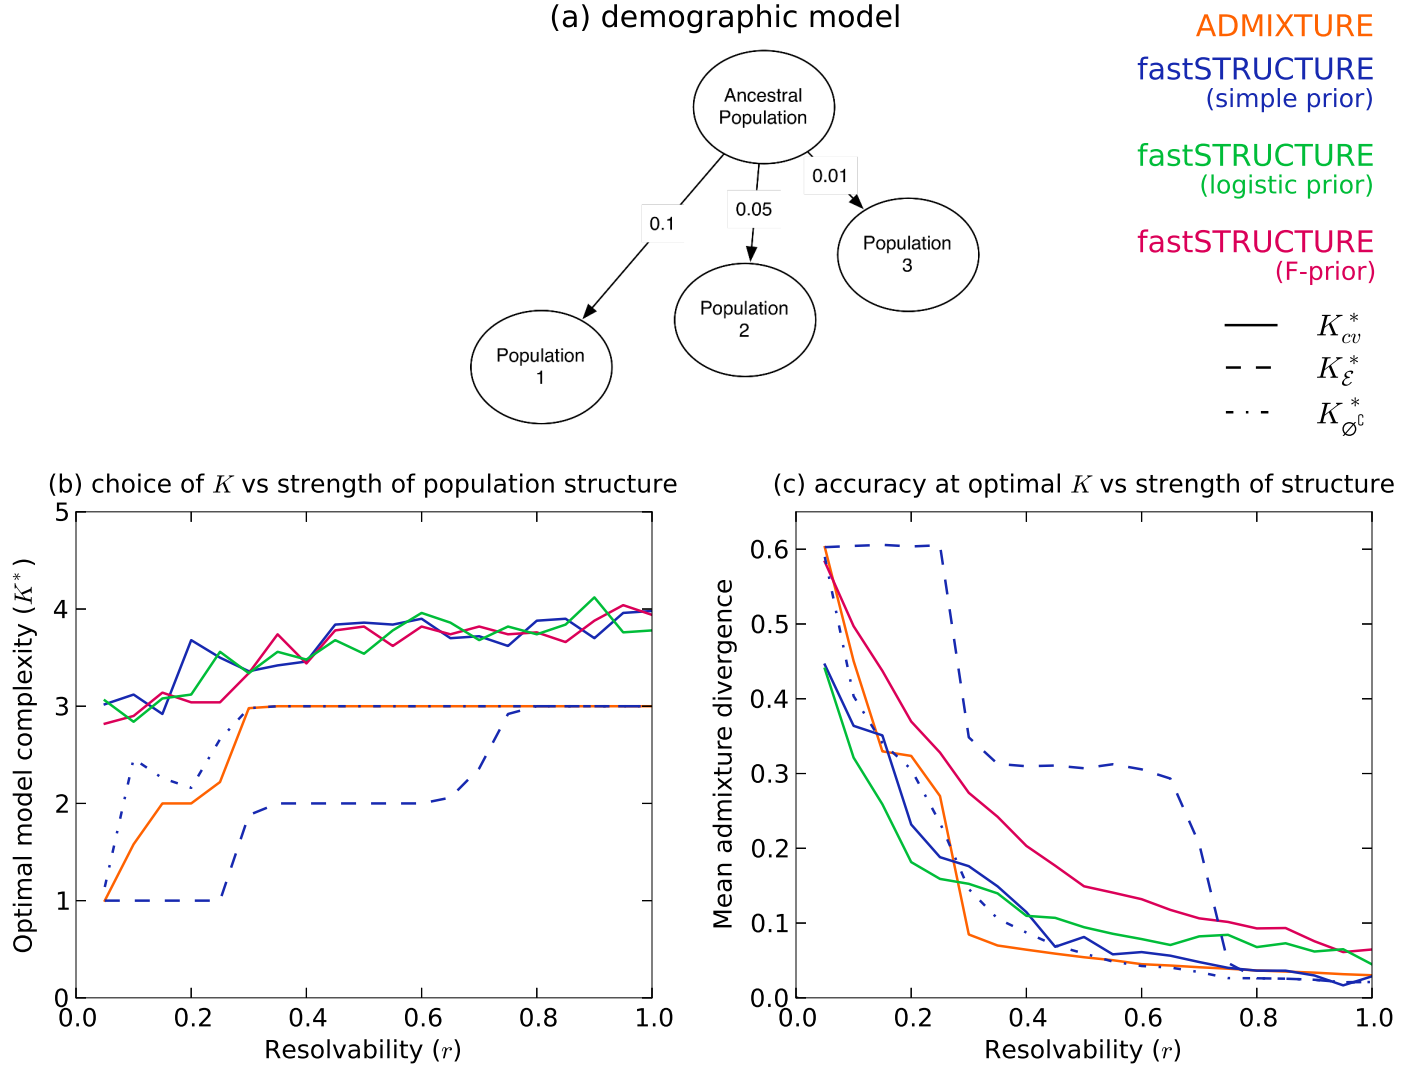 (a) demographic model
Ancestral
Population
0.1
0.05
0.01
Population
1
Population
2
Population
3
ADMIXTURE
fastSTRUCTURE
(simple prior)
fastSTRUCTURE
(logistic prior)
fastSTRUCTURE
(F-prior)
K*cv
K*ℰ
K*∅∁
(b) choice of K vs strength of population structure
Optimal model complexity (K*)
5
4
3
2
1
0
0.0 0.2 0.4 0.6 0.8 1.0
Resolvability (r)
(c) accuracy at optimal K vs strength of structure
Mean admixture divergence
0.6
0.5
0.4
0.3
0.2
0.1
0.0
0.0 0.2 0.4 0.6 0.8 1.0
Resolvability (r)